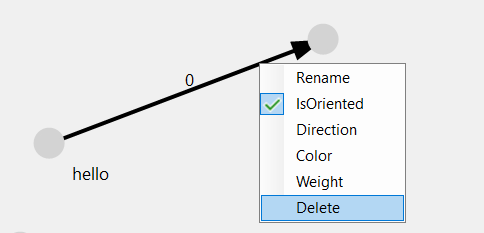 0
hello
Rename
IsOriented
Direction
Color
Weight
Delete